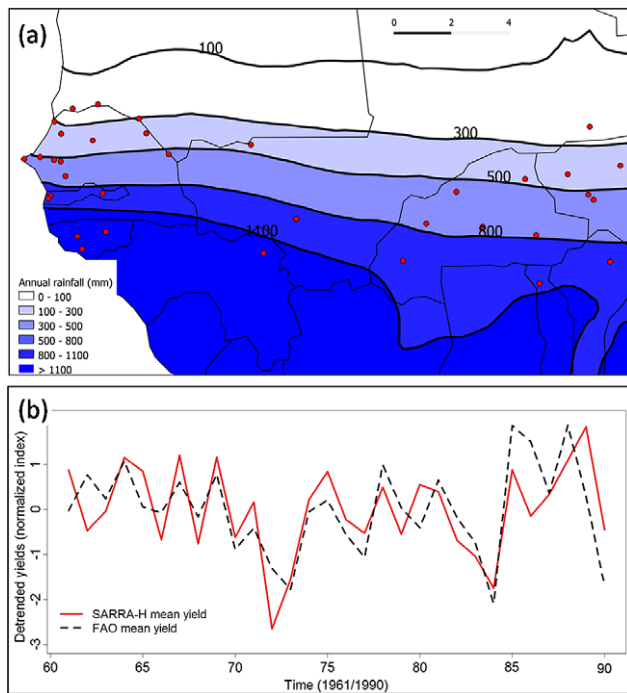 (a)
0 2 4
100
300
500
1100 800
Annual rainfall (mm)
0 - 100
100 - 300
300 - 500
500 - 800
800 - 1100
> 1100
(b)
Detrended yields (normalized index)
1
0
-1
-2
-3
SARRA-H mean yield
FAO mean yield
60 65 70 75 80 85 90
Time (1961/1990)